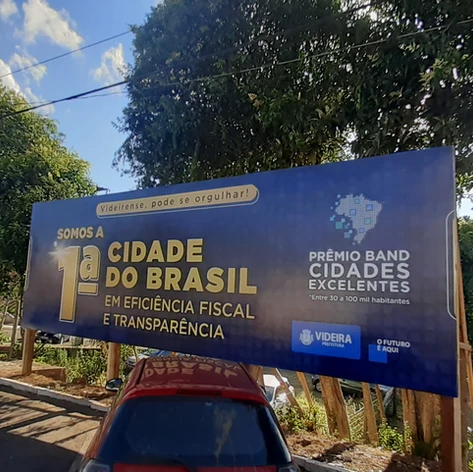 Videirense, pode se orgulhar!
SOMOS A
1ª CIDADE
DO BRASIL
EM EFICIÊNCIA FISCAL
E TRANSPARÊNCIA
PRÊMIO BAND
CIDADES
EXCELENTES
*Entre 30 a 100 mil habitantes
VIDEIRA
PREFEITURA
O FUTURO
É AQUI